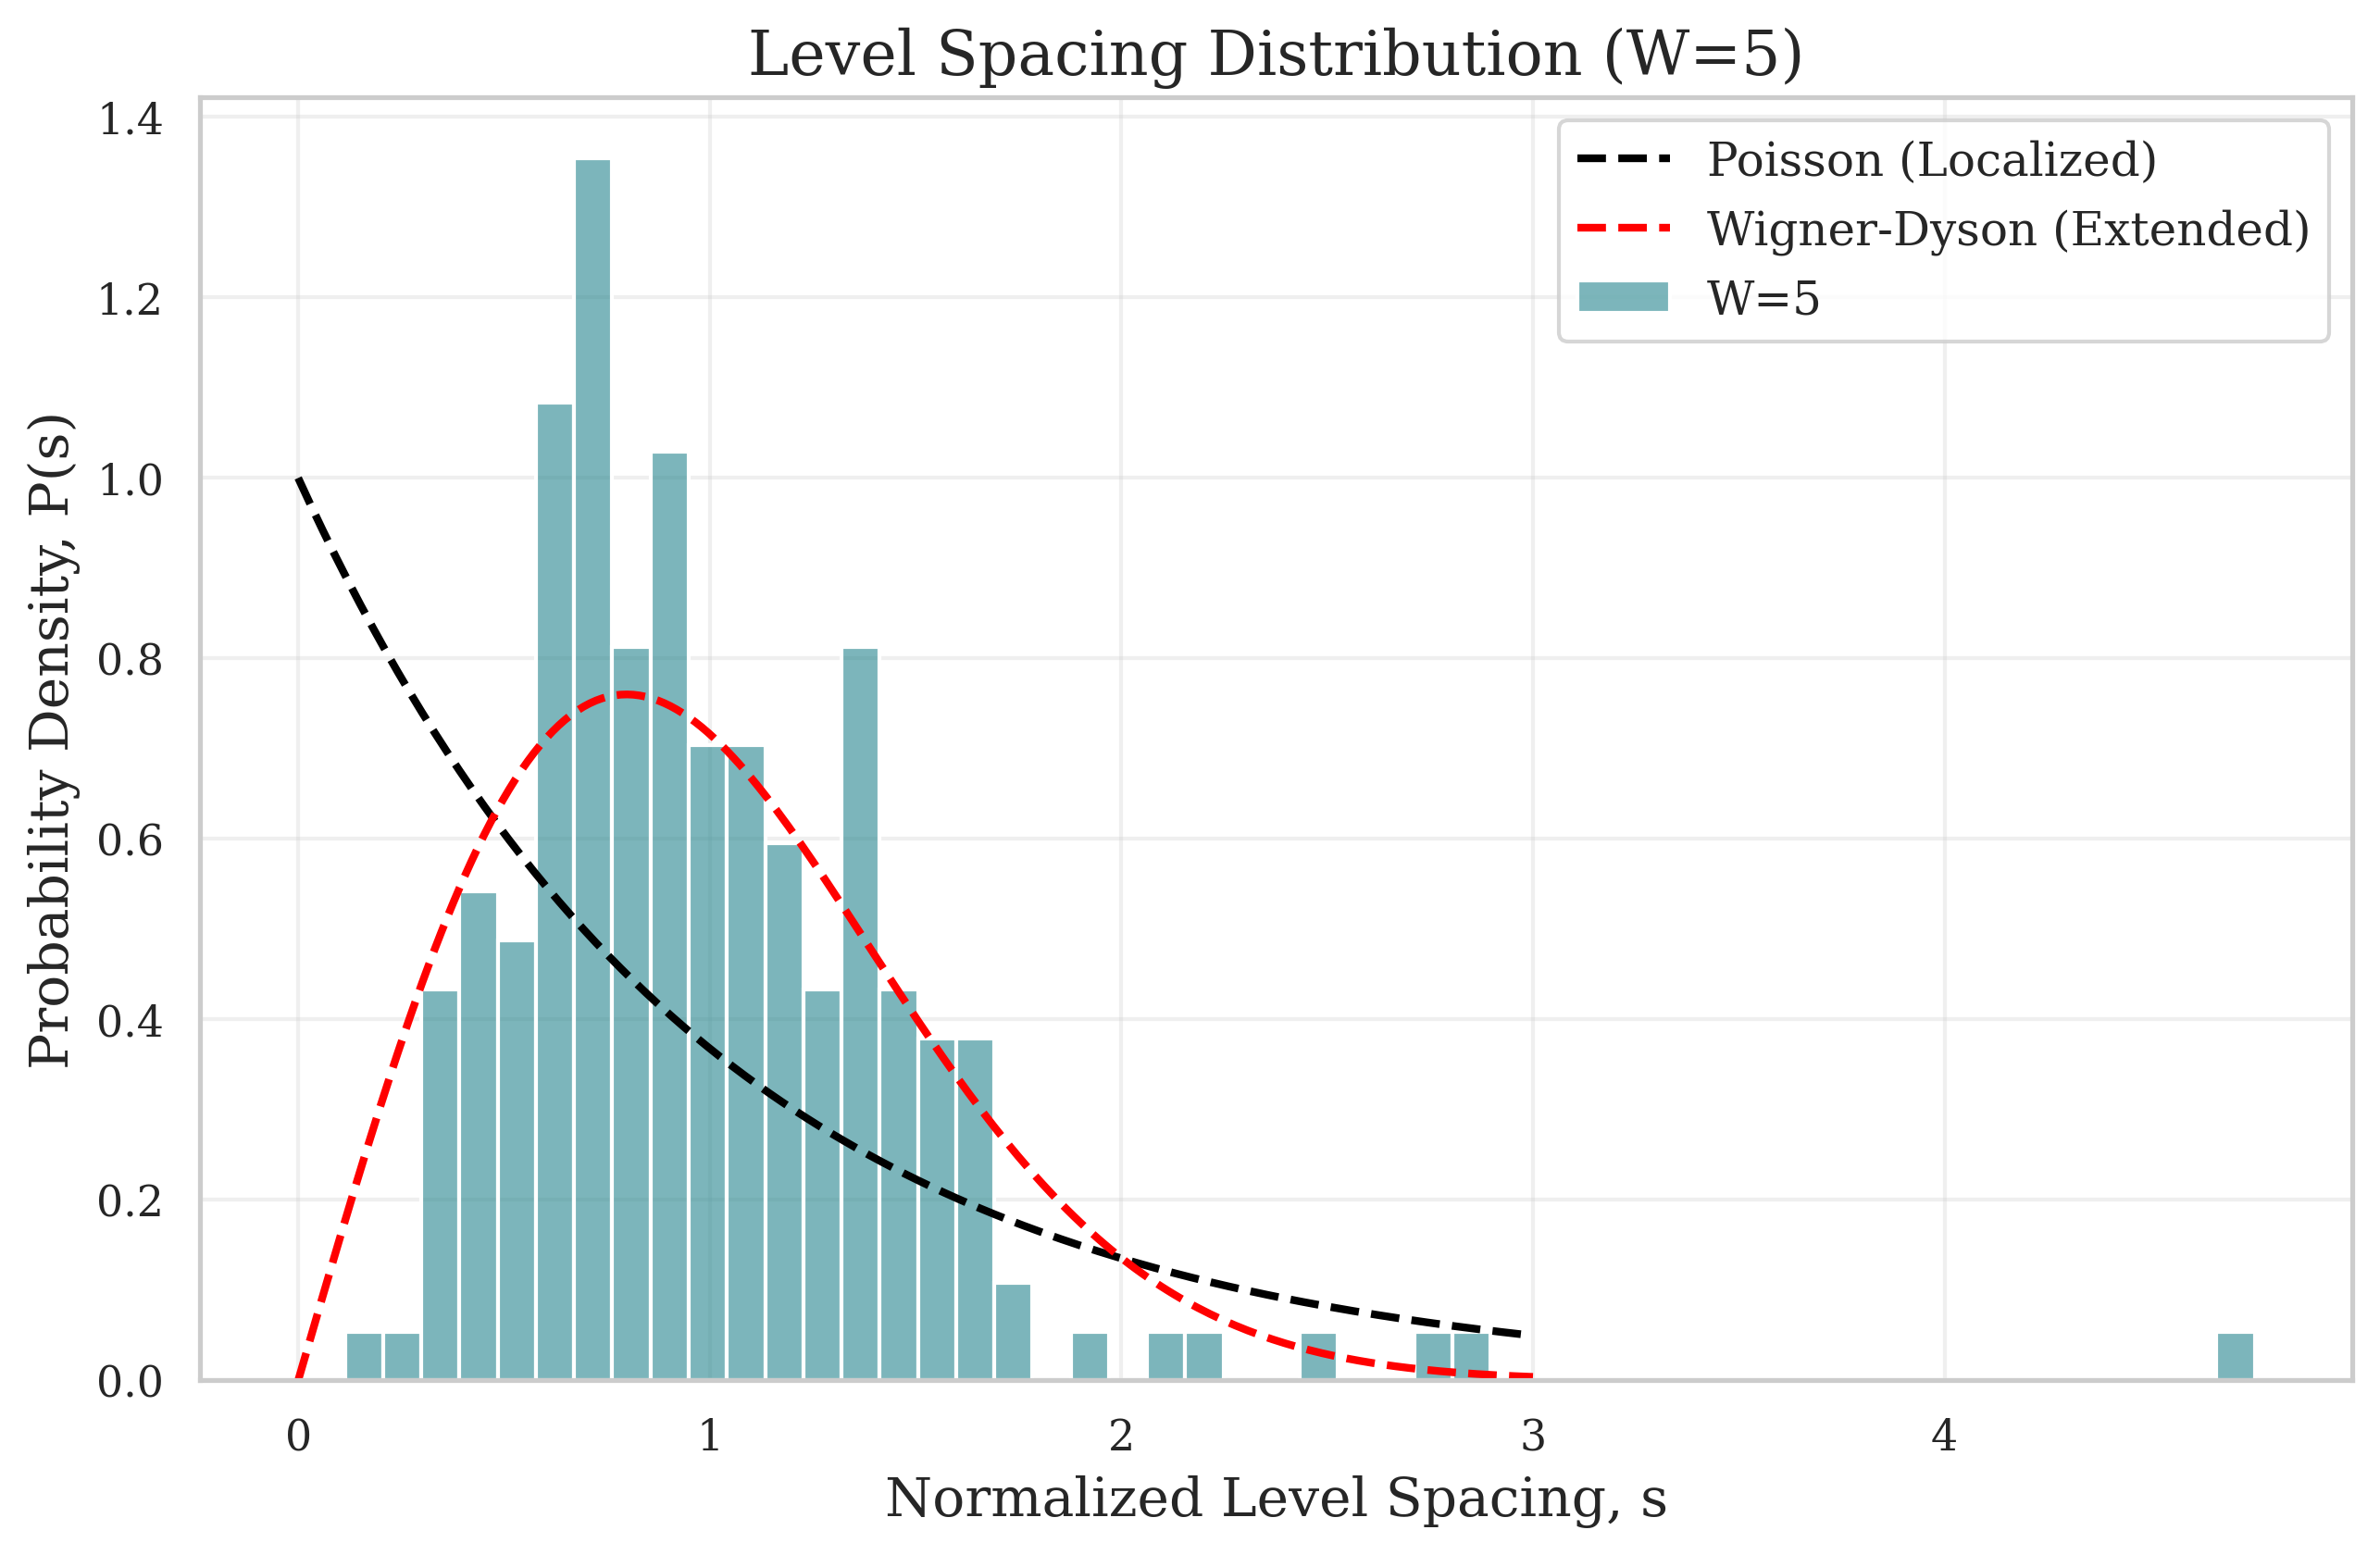 Level Spacing Distribution (W=5)
Probability Density, P(s)
1.4
1.2
1.0
0.8
0.6
0.4
0.2
0.0
Poisson (Localized)
Wigner-Dyson (Extended)
W=5
0 1 2 3 4
Normalized Level Spacing, s